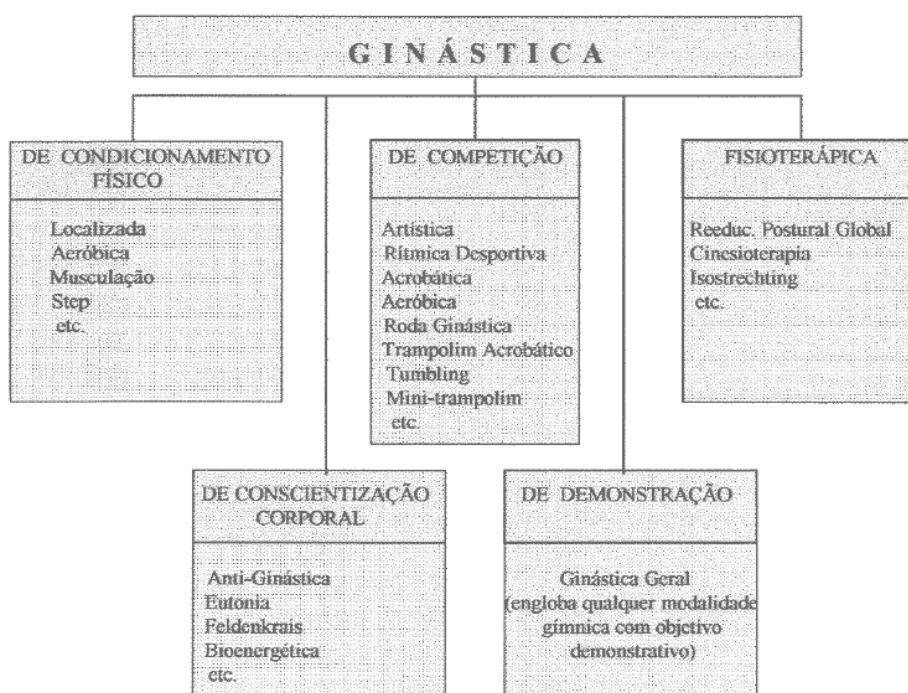 GINÁSTICA
DE CONDICIONAMENTO
FÍSICO
Localizada
Aeróbica
Musculação
Step
etc.
DE COMPETIÇÃO
Artística
Rítmica Desportiva
Acrobática
Aeróbica
Roda Ginástica
Trampolim Acrobático
Tumbling
Mini-trampolim
etc.
FISIOTERÁPICA
Reeduc. Postural Global
Cinesioterapia
Isostrechting
etc.
DE CONSCIENTIZAÇÃO
CORPORAL
Anti-Ginástica
Eutonia
Feldenkrais
Bioenergética
etc.
DE DEMONSTRAÇÃO
Ginástica Geral
(engloba qualquer modalidade
gímnica com objetivo
demonstrativo)